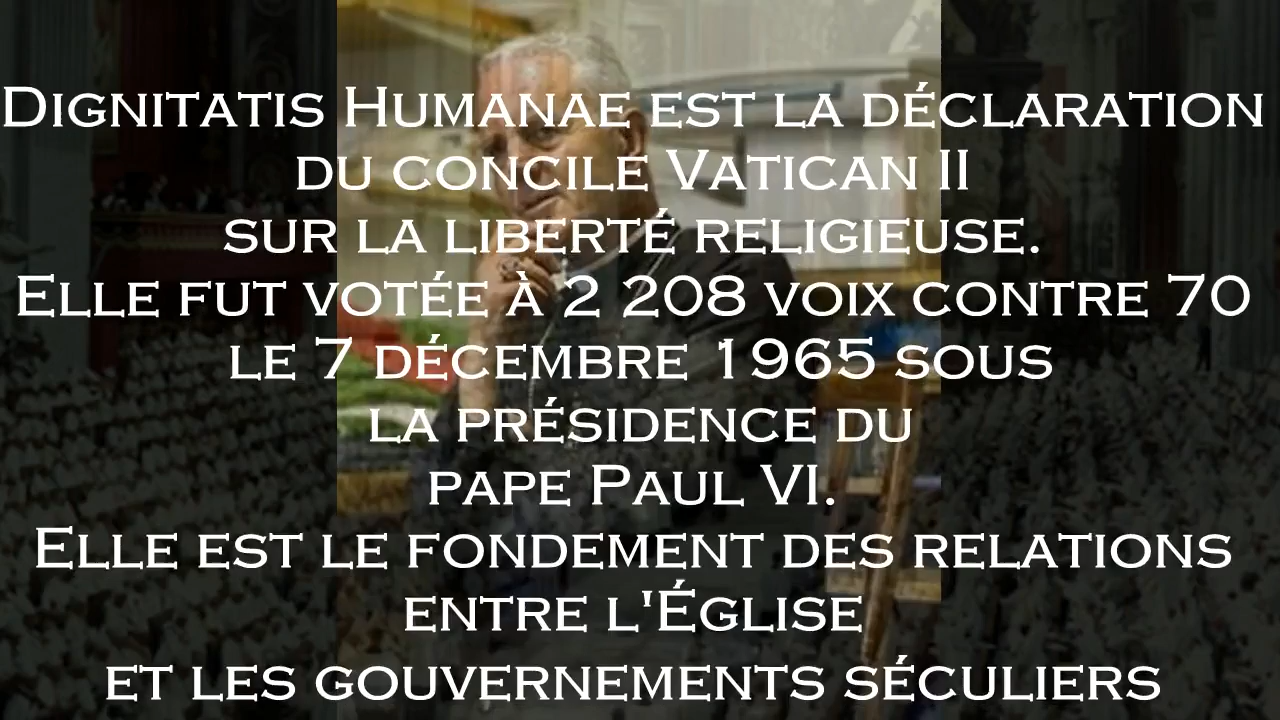 Dignitatis Humanae est la déclaration
du concile Vatican II
sur la liberté religieuse.
Elle fut votée à 2 208 voix contre 70
le 7 décembre 1965 sous
la présidence du
pape Paul VI.
Elle est le fondement des relations
entre l'Église
et les gouvernements séculiers